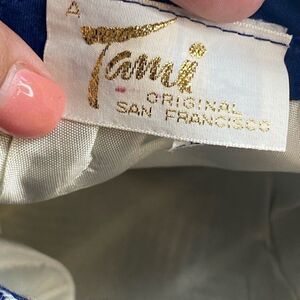 A
Tami
ORIGINAL
SAN FRANCISCO